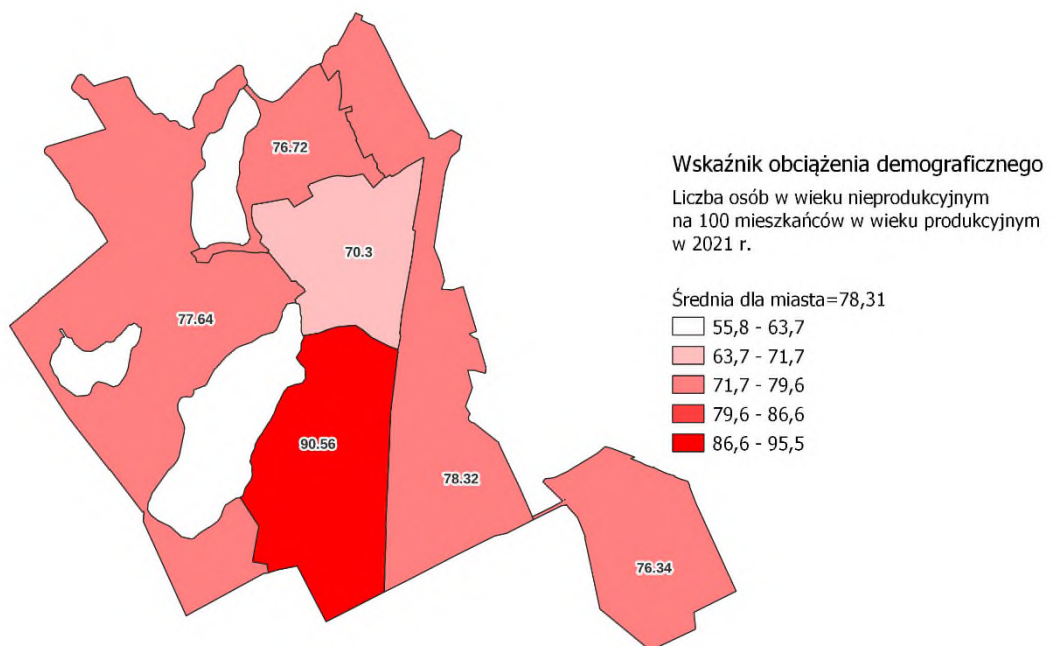 76.72
70.3
77.64
90.56
78.32
76.34
Wskaźnik obciążenia demograficznego
Liczba osób w wieku nieprodukcyjnym
na 100 mieszkańców w wieku produkcyjnym
w 2021 r.
Średnia dla miasta=78,31
55,8 - 63,7
63,7 - 71,7
71,7 - 79,6
79,6 - 86,6
86,6 - 95,5